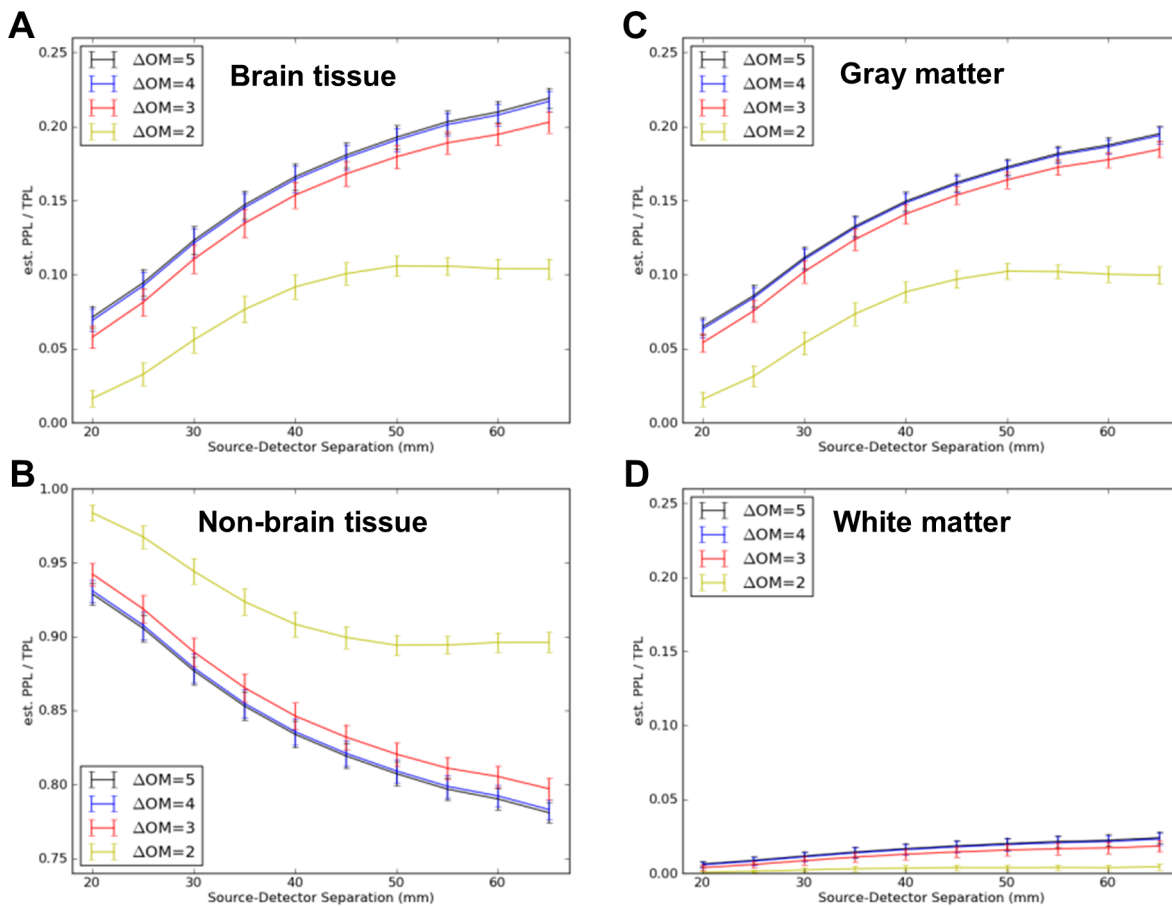 A
Brain tissue
ΔOM=5
ΔOM=4
ΔOM=3
ΔOM=2
0.25
0.20
0.15
0.10
0.05
0.00
est. PPL / TPL
20 30 40 50 60
Source-Detector Separation (mm)
C
Gray matter
ΔOM=5
ΔOM=4
ΔOM=3
ΔOM=2
0.25
0.20
0.15
0.10
0.05
0.00
est. PPL / TPL
20 30 40 50 60
Source-Detector Separation (mm)
B
Non-brain tissue
1.00
0.95
0.90
0.85
0.80
0.75
est. PPL / TPL
ΔOM=5
ΔOM=4
ΔOM=3
ΔOM=2
20 30 40 50 60
Source-Detector Separation (mm)
D
White matter
ΔOM=5
ΔOM=4
ΔOM=3
ΔOM=2
0.25
0.20
0.15
0.10
0.05
0.00
est. PPL / TPL
20 30 40 50 60
Source-Detector Separation (mm)